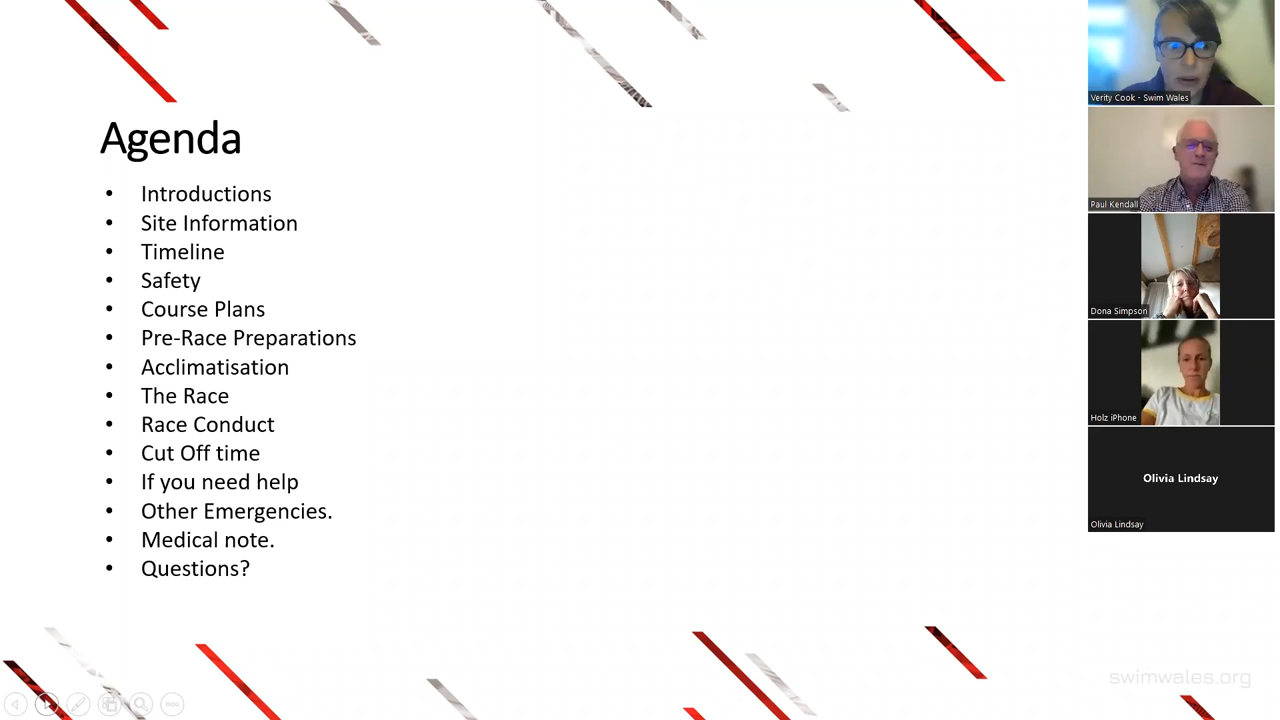 Agenda
• Introductions
• Site Information
• Timeline
• Safety
• Course Plans
• Pre-Race Preparations
• Acclimatisation
• The Race
• Race Conduct
• Cut Off time
• If you need help
• Other Emergencies.
• Medical note.
• Questions?
Verity Cook - Swim Wales
Paul Kendall
Dona Simpson
Holz iPhone
Olivia Lindsay
Olivia Lindsay
swimwales.org